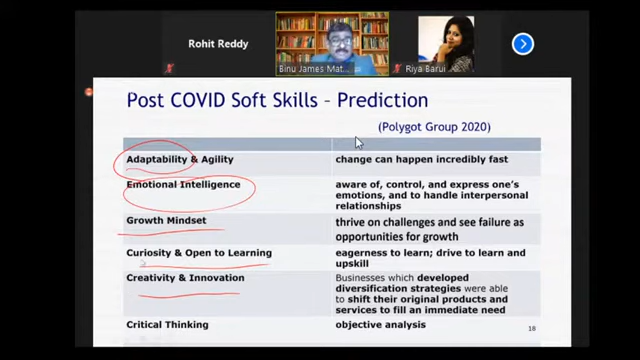 Rohit Reddy
Binu James Mat...
Riya Barui
Post COVID Soft Skills – Prediction
(Polygot Group 2020)
Adaptability & Agility
change can happen incredibly fast
Emotional Intelligence
aware of, control, and express one's
emotions, and to handle interpersonal
relationships
Growth Mindset
thrive on challenges and see failure as
opportunities for growth
Curiosity & Open to Learning
eagerness to learn; drive to learn and
upskill
Creativity & Innovation
Businesses which developed
diversification strategies were able
to shift their original products and
services to fill an immediate need
Critical Thinking
objective analysis
18